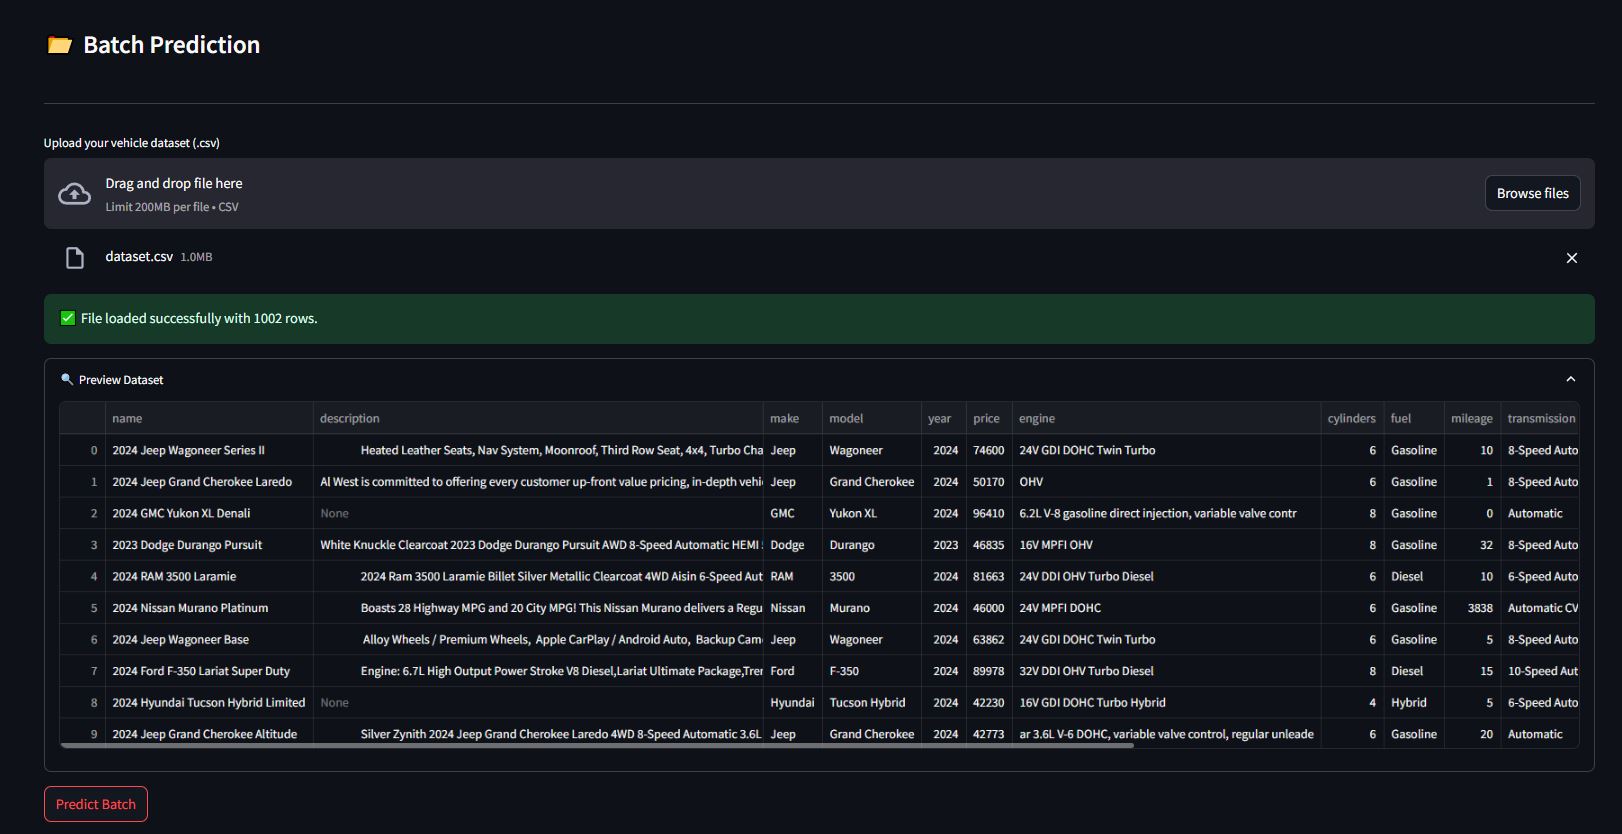 📂 Batch Prediction
Upload your vehicle dataset (.csv)
Drag and drop file here
Limit 200MB per file • CSV
Browse files
dataset.csv 1.0MB
✅ File loaded successfully with 1002 rows.
🔍 Preview Dataset
name description make model year price engine cylinders fuel mileage transmission
0 2024 Jeep Wagoneer Series II Heated Leather Seats, Nav System, Moonroof, Third Row Seat, 4x4, Turbo Cha Jeep Wagoneer 2024 74600 24V GDI DOHC Twin Turbo 6 Gasoline 10 8-Speed Auto
1 2024 Jeep Grand Cherokee Laredo Al West is committed to offering every customer up-front value pricing, in-depth vehi Jeep Grand Cherokee 2024 50170 OHV 6 Gasoline 1 8-Speed Auto
2 2024 GMC Yukon XL Denali None GMC Yukon XL 2024 96410 6.2L V-8 gasoline direct injection, variable valve contr 8 Gasoline 0 Automatic
3 2023 Dodge Durango Pursuit White Knuckle Clearcoat 2023 Dodge Durango Pursuit AWD 8-Speed Automatic HEMI Dodge Durango 2023 46835 16V MPFI OHV 8 Gasoline 32 8-Speed Auto
4 2024 RAM 3500 Laramie 2024 Ram 3500 Laramie Billet Silver Metallic Clearcoat 4WD Aisin 6-Speed Aut RAM 3500 2024 81663 24V DDI OHV Turbo Diesel 6 Diesel 10 6-Speed Auto
5 2024 Nissan Murano Platinum Boasts 28 Highway MPG and 20 City MPG! This Nissan Murano delivers a Regu Nissan Murano 2024 46000 24V MPFI DOHC 6 Gasoline 3838 Automatic CV
6 2024 Jeep Wagoneer Base Alloy Wheels / Premium Wheels, Apple CarPlay / Android Auto, Backup Cam Jeep Wagoneer 2024 63862 24V GDI DOHC Twin Turbo 6 Gasoline 5 8-Speed Auto
7 2024 Ford F-350 Lariat Super Duty Engine: 6.7L High Output Power Stroke V8 Diesel,Lariat Ultimate Package,Tre Ford F-350 2024 89978 32V DDI OHV Turbo Diesel 8 Diesel 15 10-Speed Aut
8 2024 Hyundai Tucson Hybrid Limited None Hyundai Tucson Hybrid 2024 42230 16V GDI DOHC Turbo Hybrid 4 Hybrid 5 6-Speed Auto
9 2024 Jeep Grand Cherokee Altitude Silver Zynith 2024 Jeep Grand Cherokee Laredo 4WD 8-Speed Automatic 3.6L Jeep Grand Cherokee 2024 42773 ar 3.6L V-6 DOHC, variable valve control, regular unleade 6 Gasoline 20 Automatic
Predict Batch